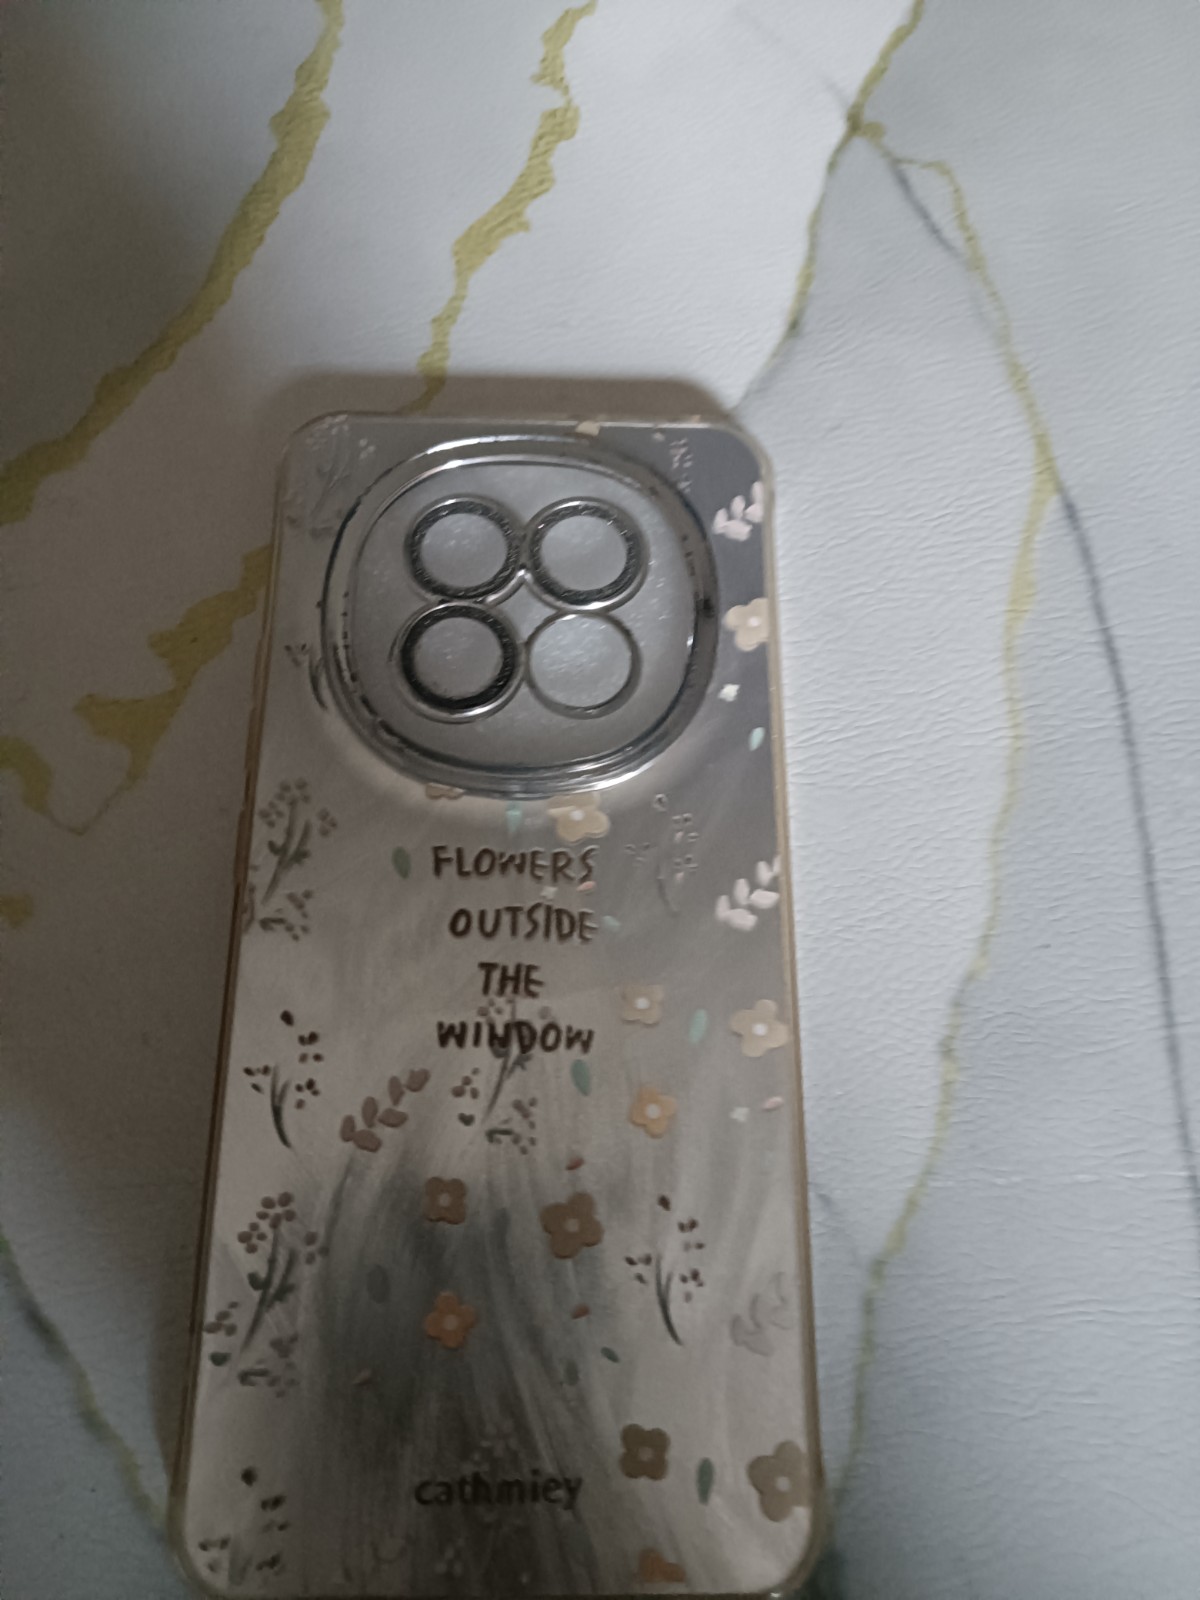 FLOWERS
OUTSIDE
THE
WINDOW
cathmiey